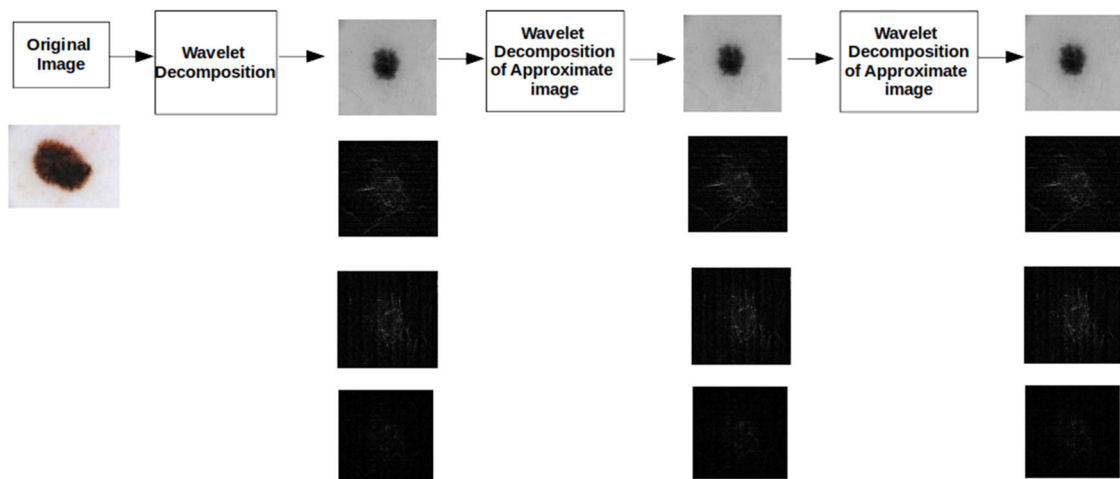 Original
Image
Wavelet
Decomposition
Wavelet
Decomposition
of Approximate
image
Wavelet
Decomposition
of Approximate
image